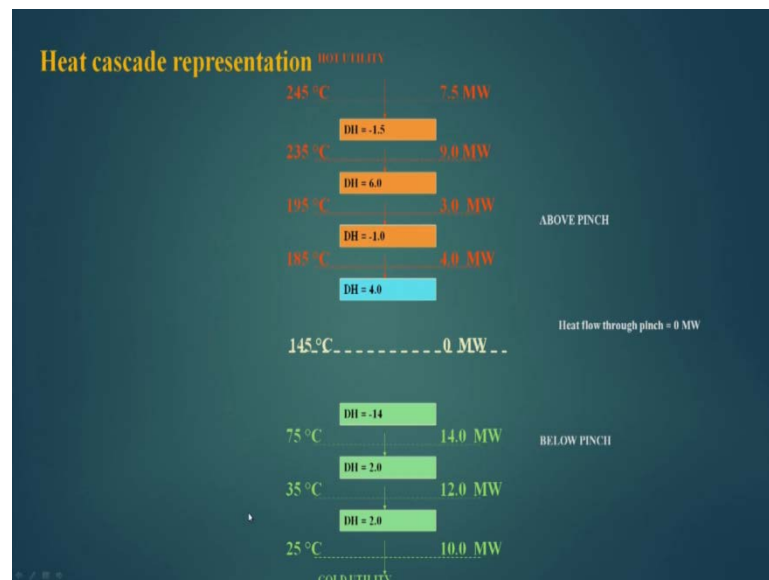 Heat cascade representation HOT UTILITY
245 °C 7.5 MW
DH = -1.5
235 °C 9.0 MW
DH = 6.0
195 °C 3.0 MW
ABOVE PINCH
DH = -1.0
185 °C 4.0 MW
DH = 4.0
Heat flow through pinch = 0 MW
145 °C 0 MW
DH = -14
75 °C 14.0 MW
BELOW PINCH
DH = 2.0
35 °C 12.0 MW
DH = 2.0
25 °C 10.0 MW
COLD UTILITY